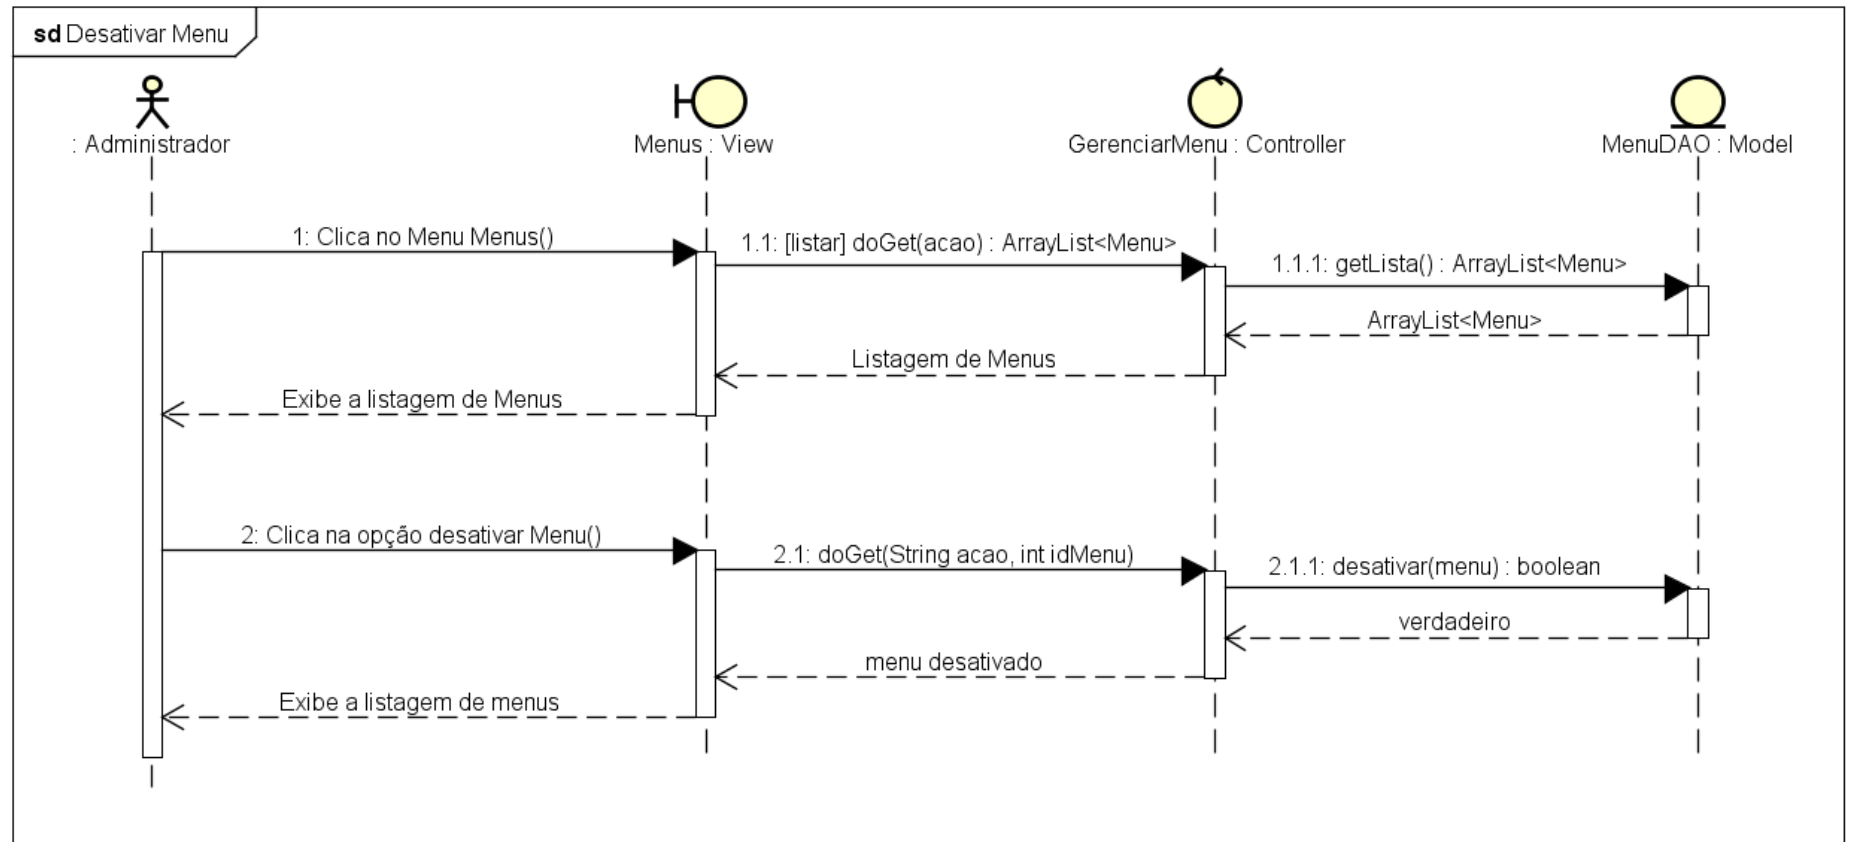 sd Desativar Menu
: Administrador
Menus : View
GerenciarMenu : Controller
MenuDAO : Model
1: Clica no Menu Menus()
1.1: [listar] doGet(acao) : ArrayList<Menu>
1.1.1: getLista() : ArrayList<Menu>
ArrayList<Menu>
Listagem de Menus
Exibe a listagem de Menus
2: Clica na opção desativar Menu()
2.1: doGet(String acao, int idMenu)
2.1.1: desativar(menu) : boolean
verdadeiro
menu desativado
Exibe a listagem de menus